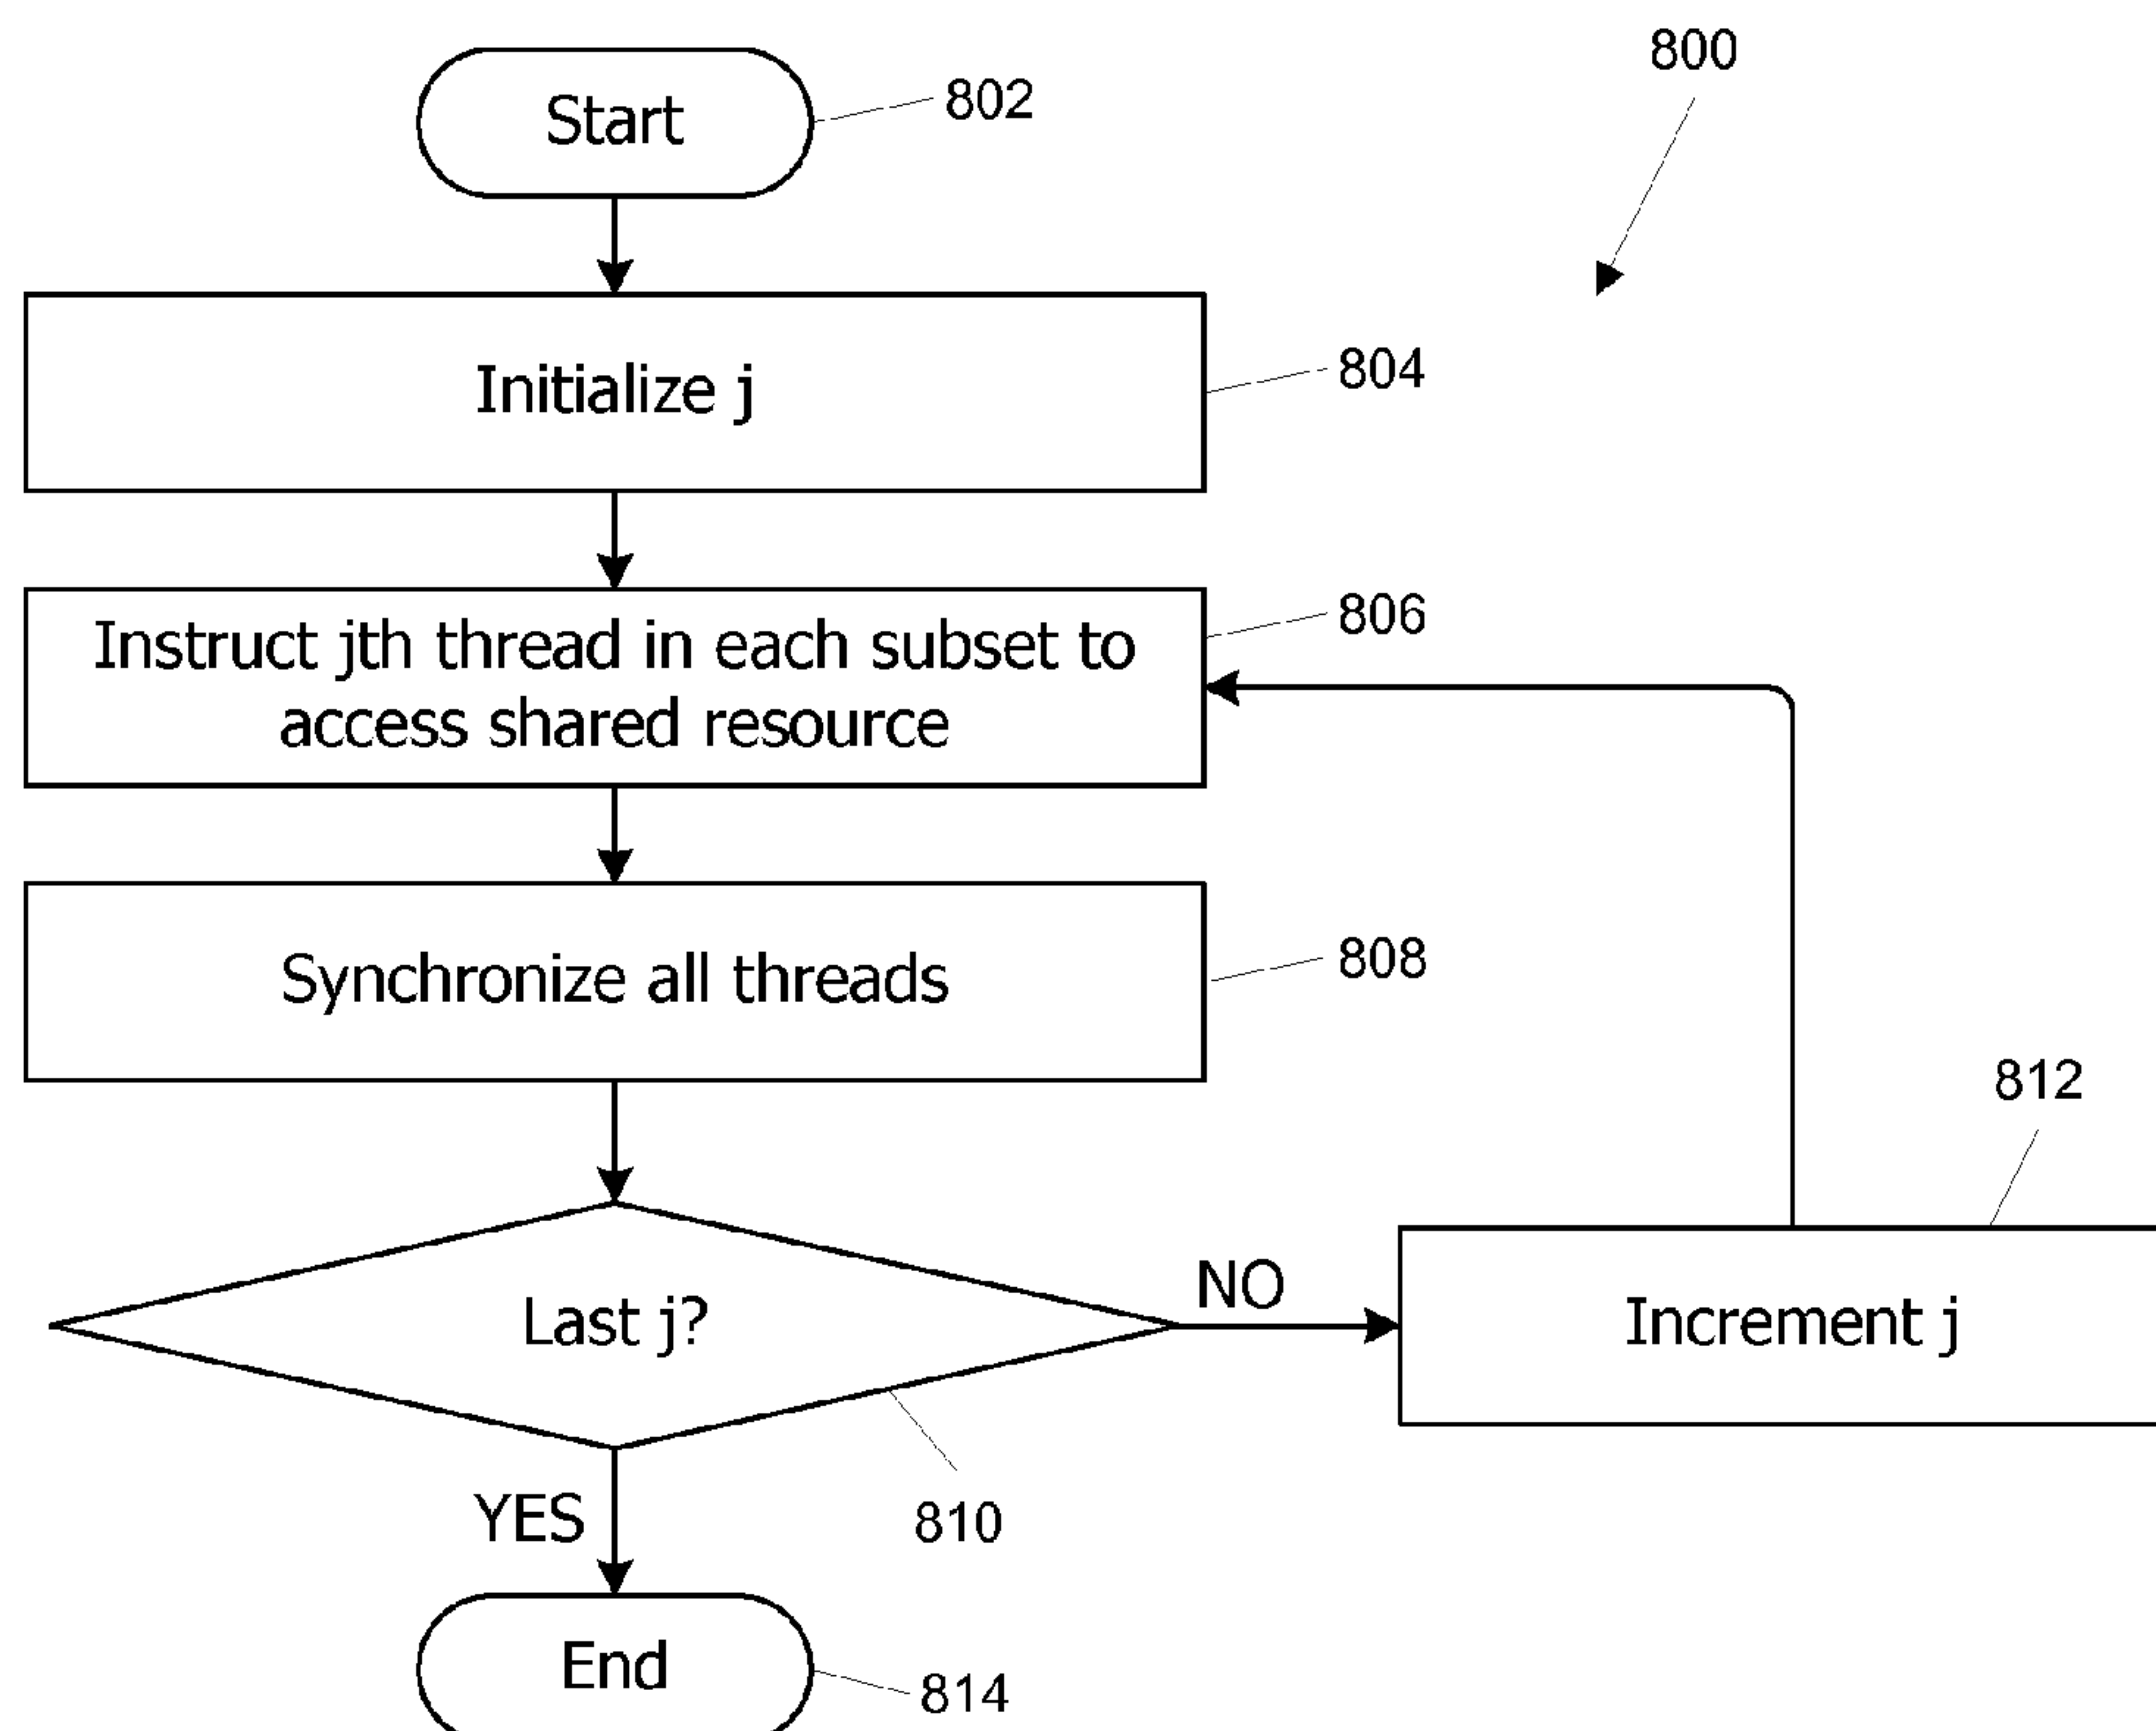 800
Start
802
Initialize j
804
Instruct jth thread in each subset to
access shared resource
806
Synchronize all threads
808
Last j?
810
NO
Increment j
812
YES
End
814